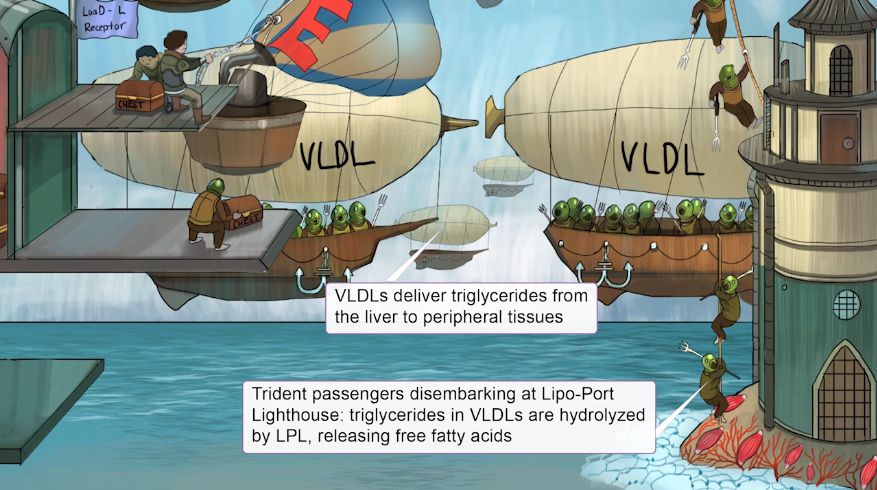 LoaD - L
Receptor
E
CHEST
VLDL
VLDL
CHEST
VLDLs deliver triglycerides from
the liver to peripheral tissues
Trident passengers disembarking at Lipo-Port
Lighthouse: triglycerides in VLDLs are hydrolyzed
by LPL, releasing free fatty acids